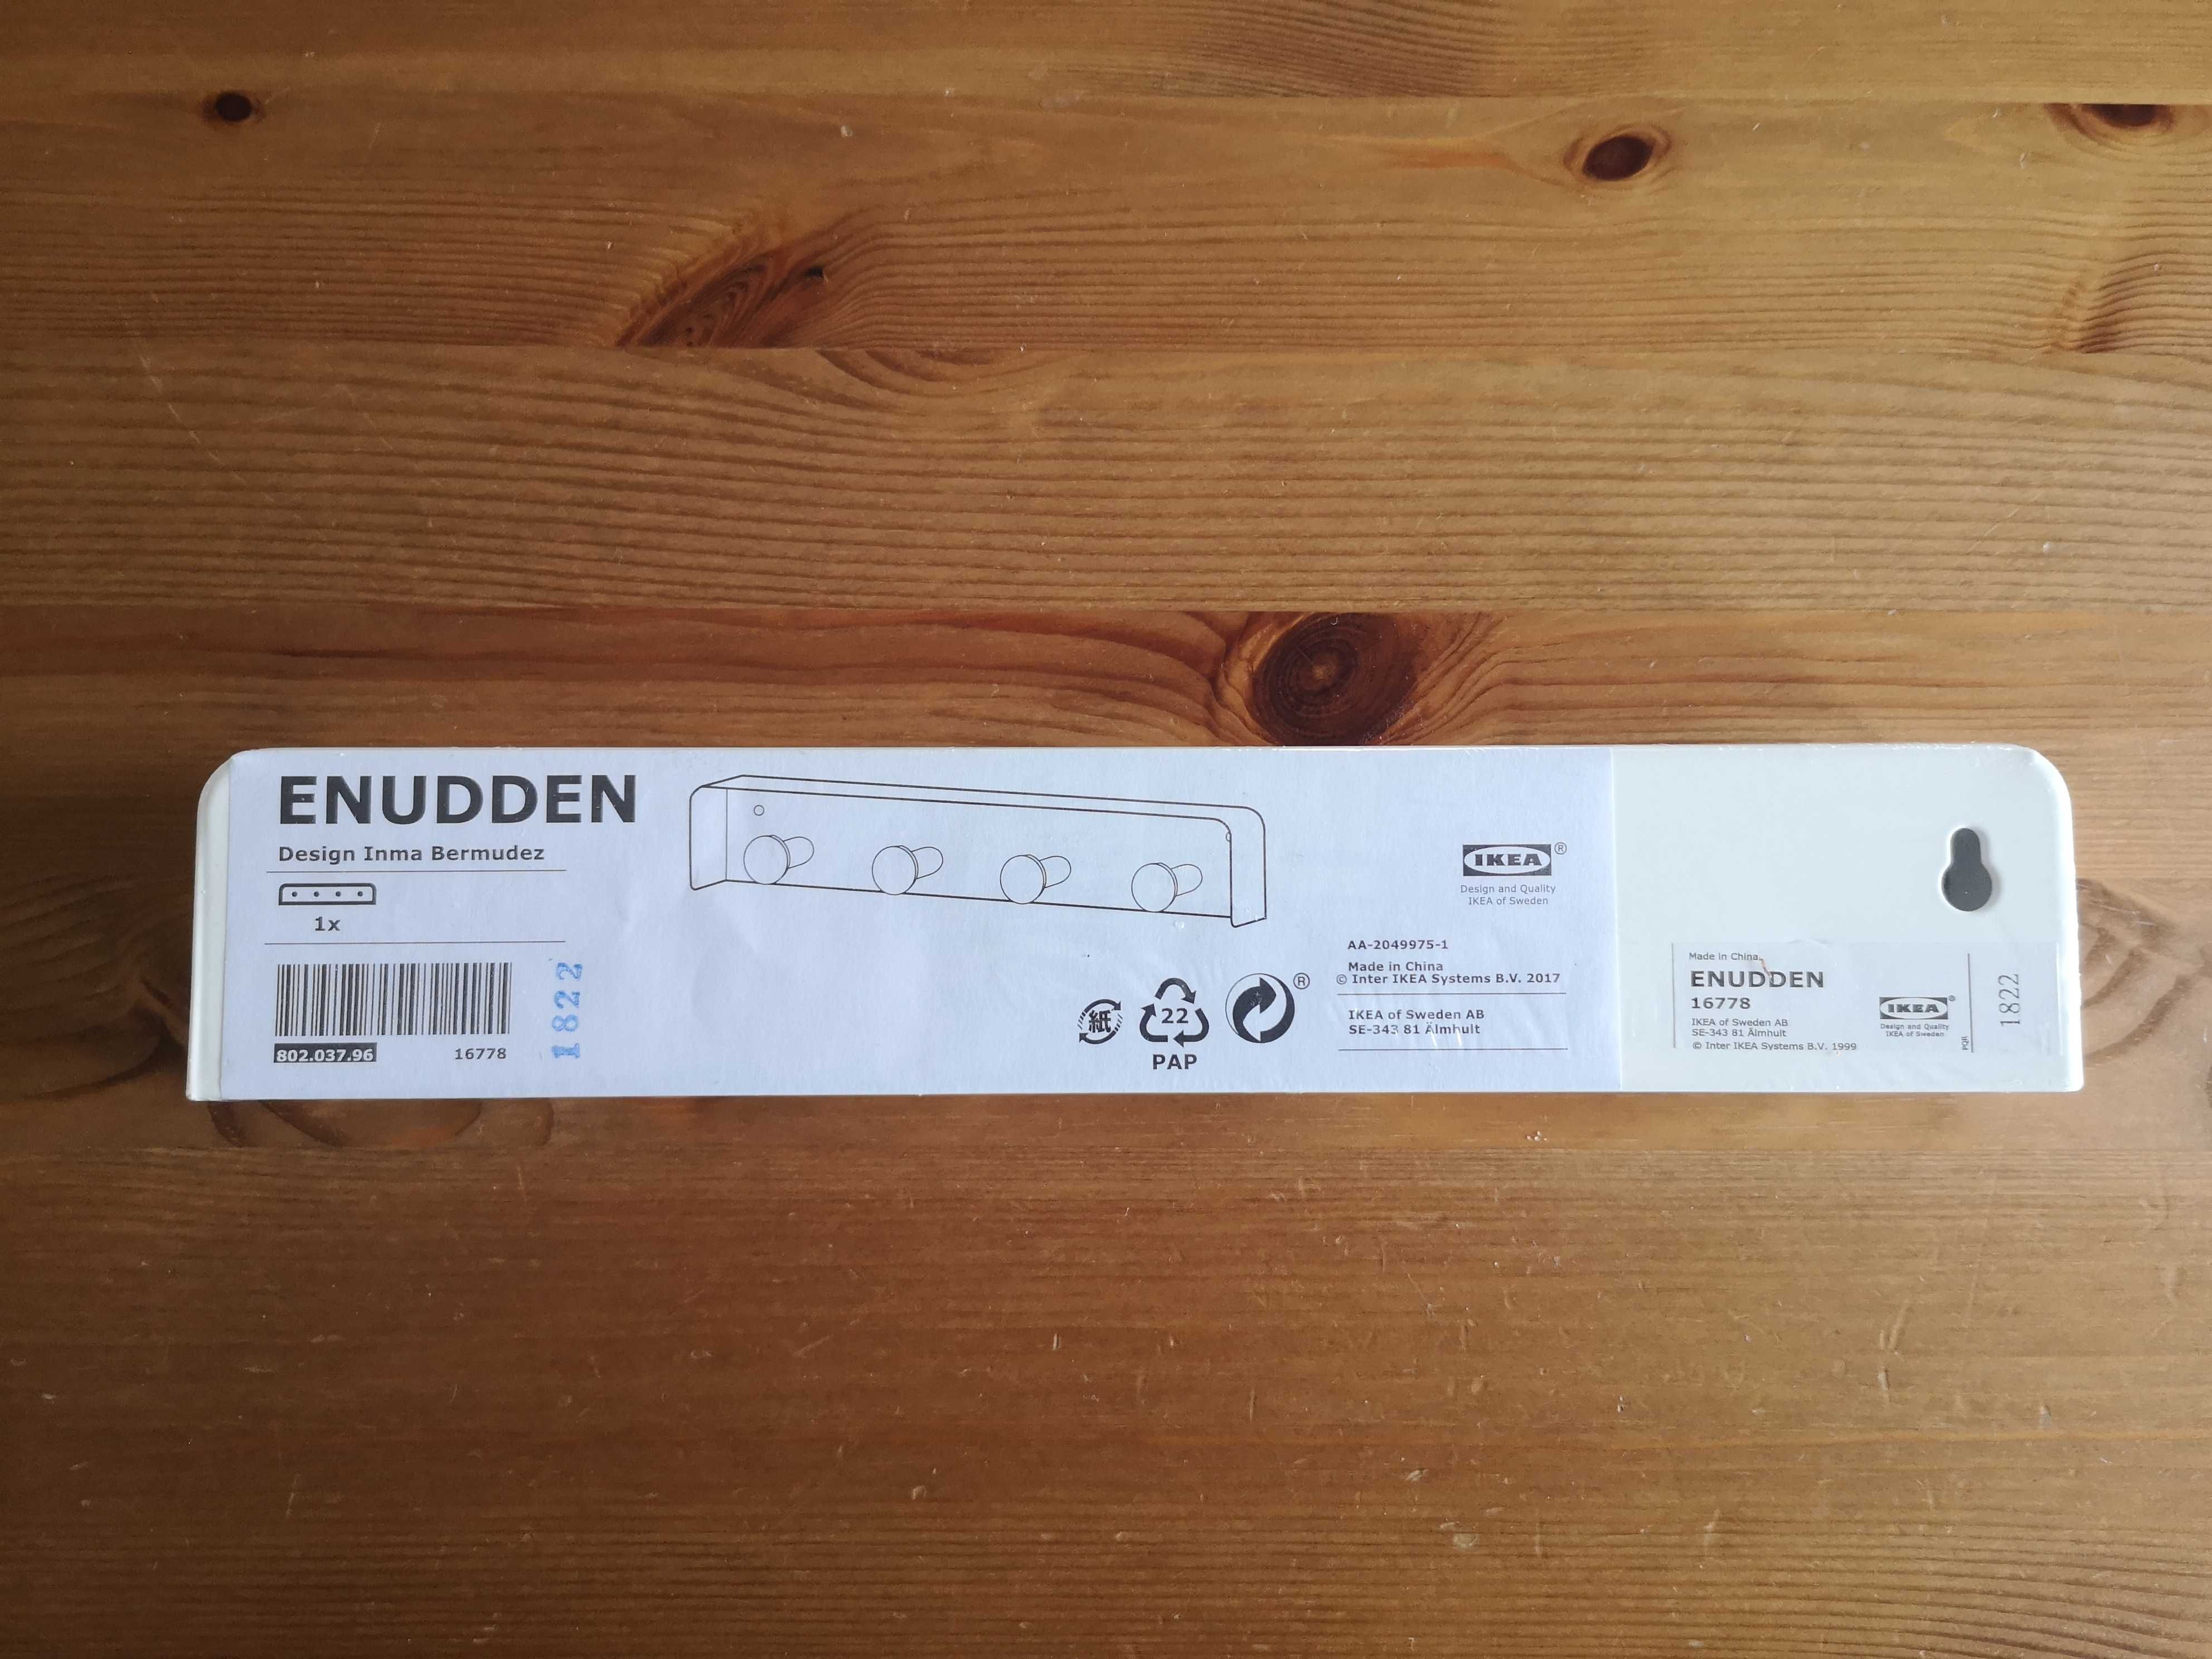 ENUDDEN
Design Inma Bermudez
1x
802.037.96 16778
1822
紙
22
PAP
®
IKEA ®
Design and Quality
IKEA of Sweden
AA-2049975-1
Made in China
© Inter IKEA Systems B.V. 2017
IKEA of Sweden AB
SE-343 81 Älmhult
Made in China
ENUDDEN
16778
IKEA of Sweden AB
SE-343 81 Älmhult
© Inter IKEA Systems B.V. 1999
IKEA ®
Design and Quality
IKEA of Sweden
PQR
1822